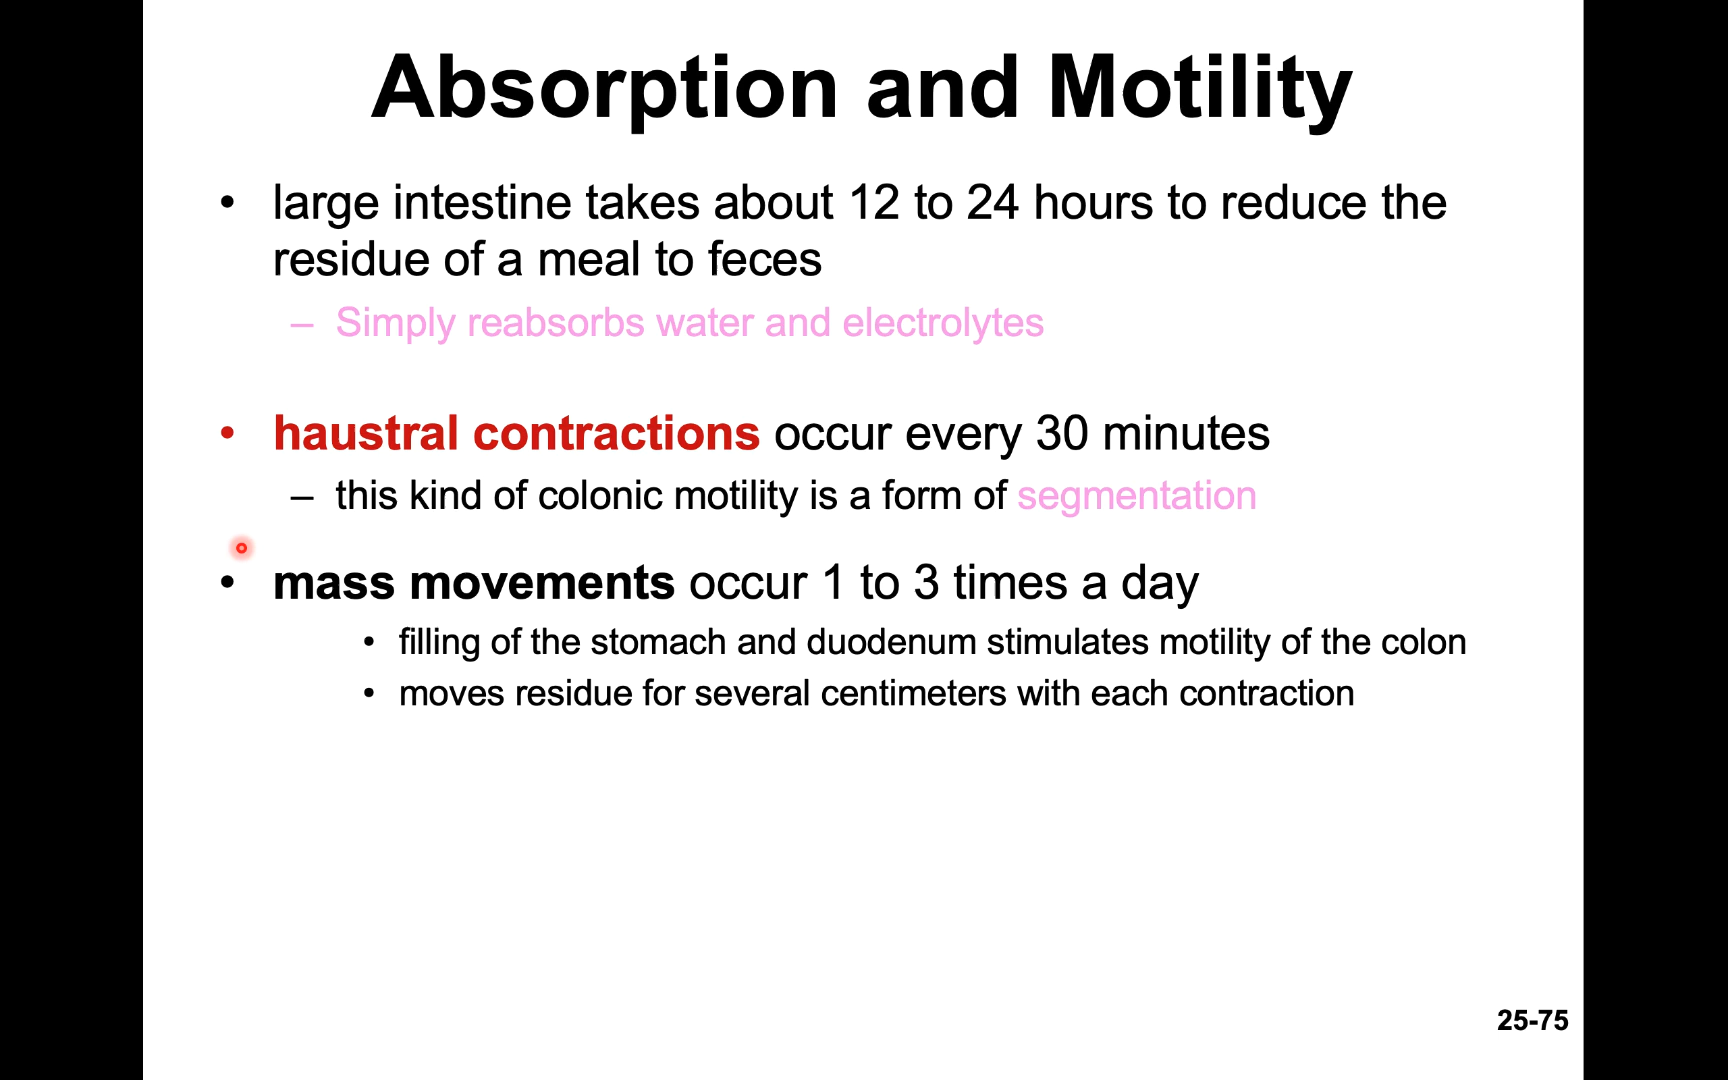 Absorption and Motility
• large intestine takes about 12 to 24 hours to reduce the
residue of a meal to feces
– Simply reabsorbs water and electrolytes
• haustral contractions occur every 30 minutes
– this kind of colonic motility is a form of segmentation
• mass movements occur 1 to 3 times a day
• filling of the stomach and duodenum stimulates motility of the colon
• moves residue for several centimeters with each contraction
25-75